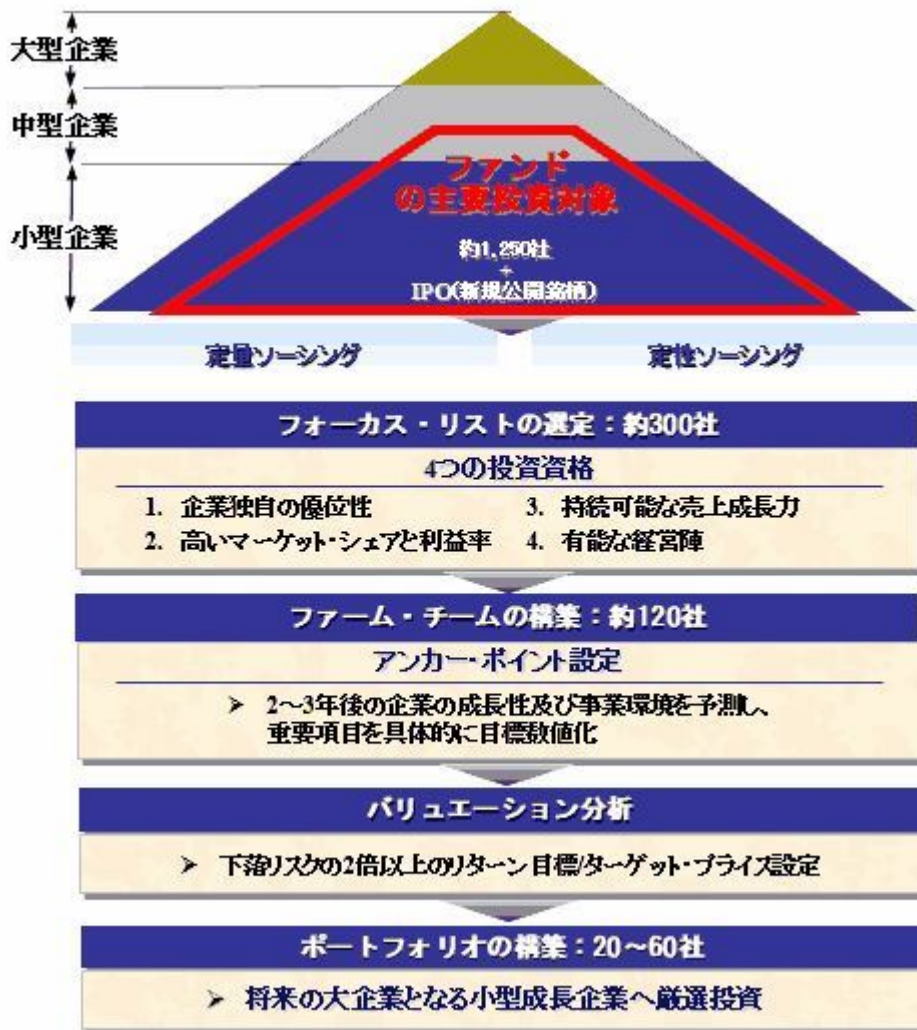 大型企業
中型企業
小型企業
ファンド
の主要投資対象
約1,250社
+
IPO(新規公開銘柄)
定量ソーシング
定性ソーシング
フォーカス・リストの選定：約300社
4つの投資資格
1. 企業独自の優位性
2. 高いマーケット・シェアと利益率
3. 持続可能な売上成長力
4. 有能な経営陣
ファーム・チームの構築：約120社
アンカー・ポイント設定
➢ 2～3年後の企業の成長性及び事業環境を予測し、
重要項目を具体的に目標数値化
バリュエーション分析
➢ 下落リスクの2倍以上のリターン目標/ターゲット・プライス設定
ポートフォリオの構築：20～60社
➢ 将来の大企業となる小型成長企業へ厳選投資